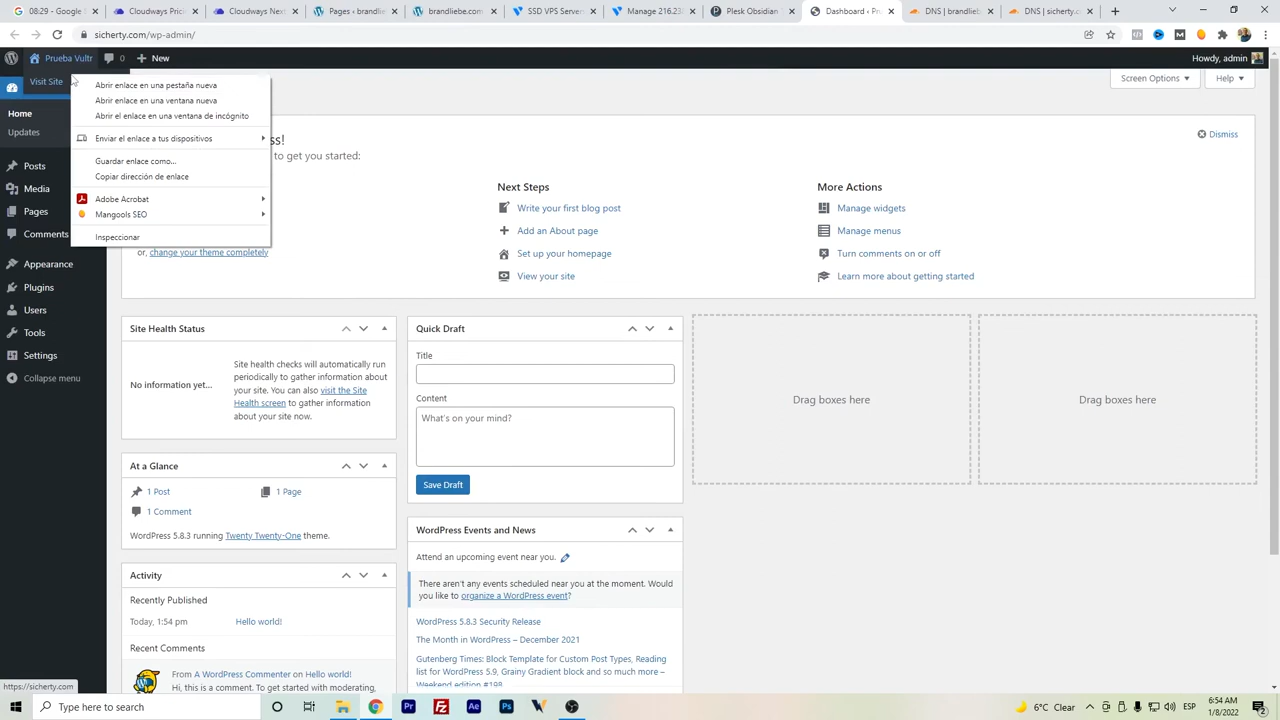 08:29 - Vult
Cloudways Pricin
Cloudways Next
Pages ‹ brandlie
brandliebe.com
SSD VPS Servers
Manage 216.23
Plesk Obsidian
Dashboard ‹ Pr
DNS | brandlieb
DNS | sicherty.c
sicherty.com/wp-admin/
Prueba Vultr
0
New
Howdy, admin
Visit Site
Home
Updates
Posts
Media
Pages
Comments
Appearance
Plugins
Users
Tools
Settings
Collapse menu
Abrir enlace en una pestaña nueva
Abrir enlace en una ventana nueva
Abrir el enlace en una ventana de incógnito
Enviar el enlace a tus dispositivos
Guardar enlace como...
Copiar dirección de enlace
Adobe Acrobat
Mangools SEO
Inspeccionar
Screen Options
Help
ss!
to get you started:
Dismiss
or, change your theme completely
Next Steps
Write your first blog post
Add an About page
Set up your homepage
View your site
More Actions
Manage widgets
Manage menus
Turn comments on or off
Learn more about getting started
Site Health Status
No information yet...
Site health checks will automatically run
periodically to gather information about
your site. You can also visit the Site
Health screen to gather information
about your site now.
At a Glance
1 Post
1 Page
1 Comment
WordPress 5.8.3 running Twenty Twenty-One theme.
Activity
Recently Published
Today, 1:54 pm
Hello world!
Recent Comments
From A WordPress Commenter on Hello world!
Hi, this is a comment. To get started with moderating,
Quick Draft
Title
Content
What's on your mind?
Save Draft
WordPress Events and News
Attend an upcoming event near you.
There aren't any events scheduled near you at the moment. Would
you like to organize a WordPress event?
WordPress 5.8.3 Security Release
The Month in WordPress – December 2021
Gutenberg Times: Block Template for Custom Post Types, Reading
list for WordPress 5.9, Grainy Gradient block and so much more –
Weekend edition #198
Drag boxes here
Drag boxes here
https://sicherty.com
Type here to search
6°C Clear
ESP
6:54 AM
1/8/2022
2